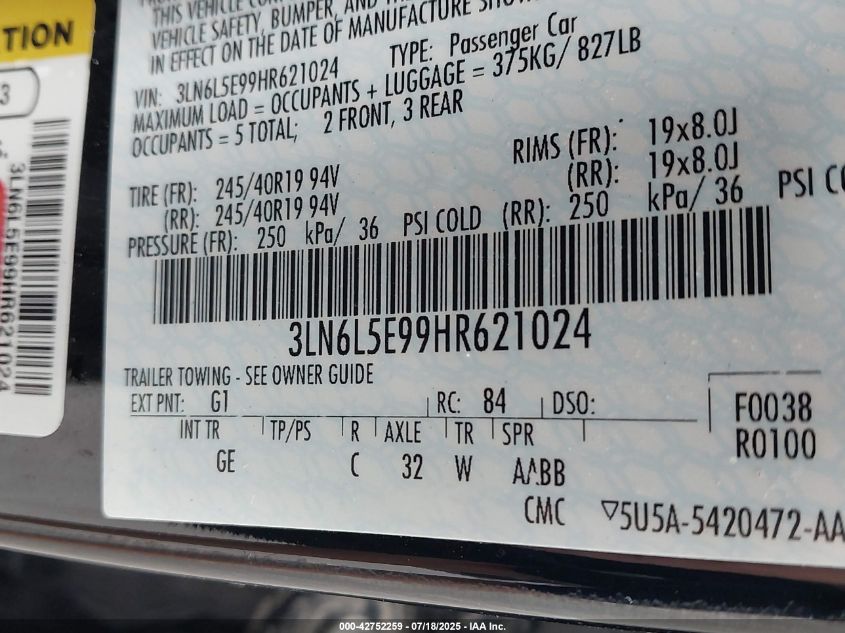 THIS VEHICLE
VEHICLE SAFETY, BUMPER, AND
IN EFFECT ON THE DATE OF MANUFACTURE
VIN: 3LN6L5E99HR621024 TYPE: Passenger Car
MAXIMUM LOAD = OCCUPANTS + LUGGAGE = 375KG/ 827LB
OCCUPANTS = 5 TOTAL; 2 FRONT, 3 REAR
RIMS (FR): 19x8.0J
TIRE (FR): 245/40R19 94V (RR): 19x8.0J
(RR): 245/40R19 94V
PRESSURE (FR): 250 kPa/ 36 PSI COLD (RR): 250 kPa/ 36 PSI
3LN6L5E99HR621024
TRAILER TOWING - SEE OWNER GUIDE
EXT PNT: G1 RC: 84 DSO: F0038
INT TR TP/PS R AXLE TR SPR R0100
GE C 32 W AABB
CMC ▽5U5A-5420472-AA
TION
3
3LN6L5E99HR621024
000-42752259 - 07/18/2025 - IAA Inc.